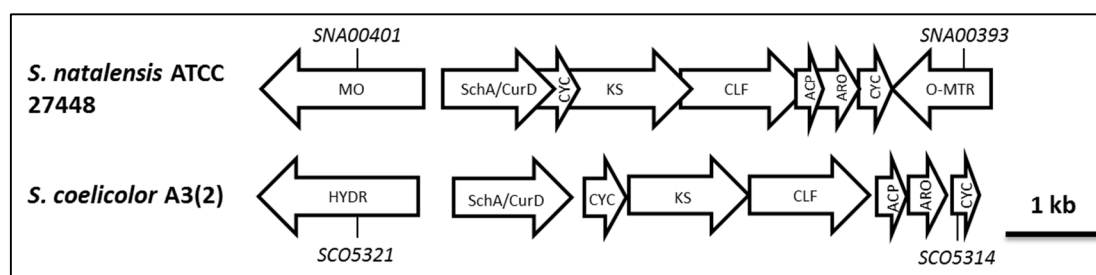 SNA00401
SNA00393
S. natalensis ATCC
27448
MO
SchA/CurD
CYC
KS
CLF
ACP
ARO
CYC
O-MTR
S. coelicolor A3(2)
HYDR
SchA/CurD
CYC
KS
CLF
ACP
ARO
CYC
1 kb
SCO5321
SCO5314